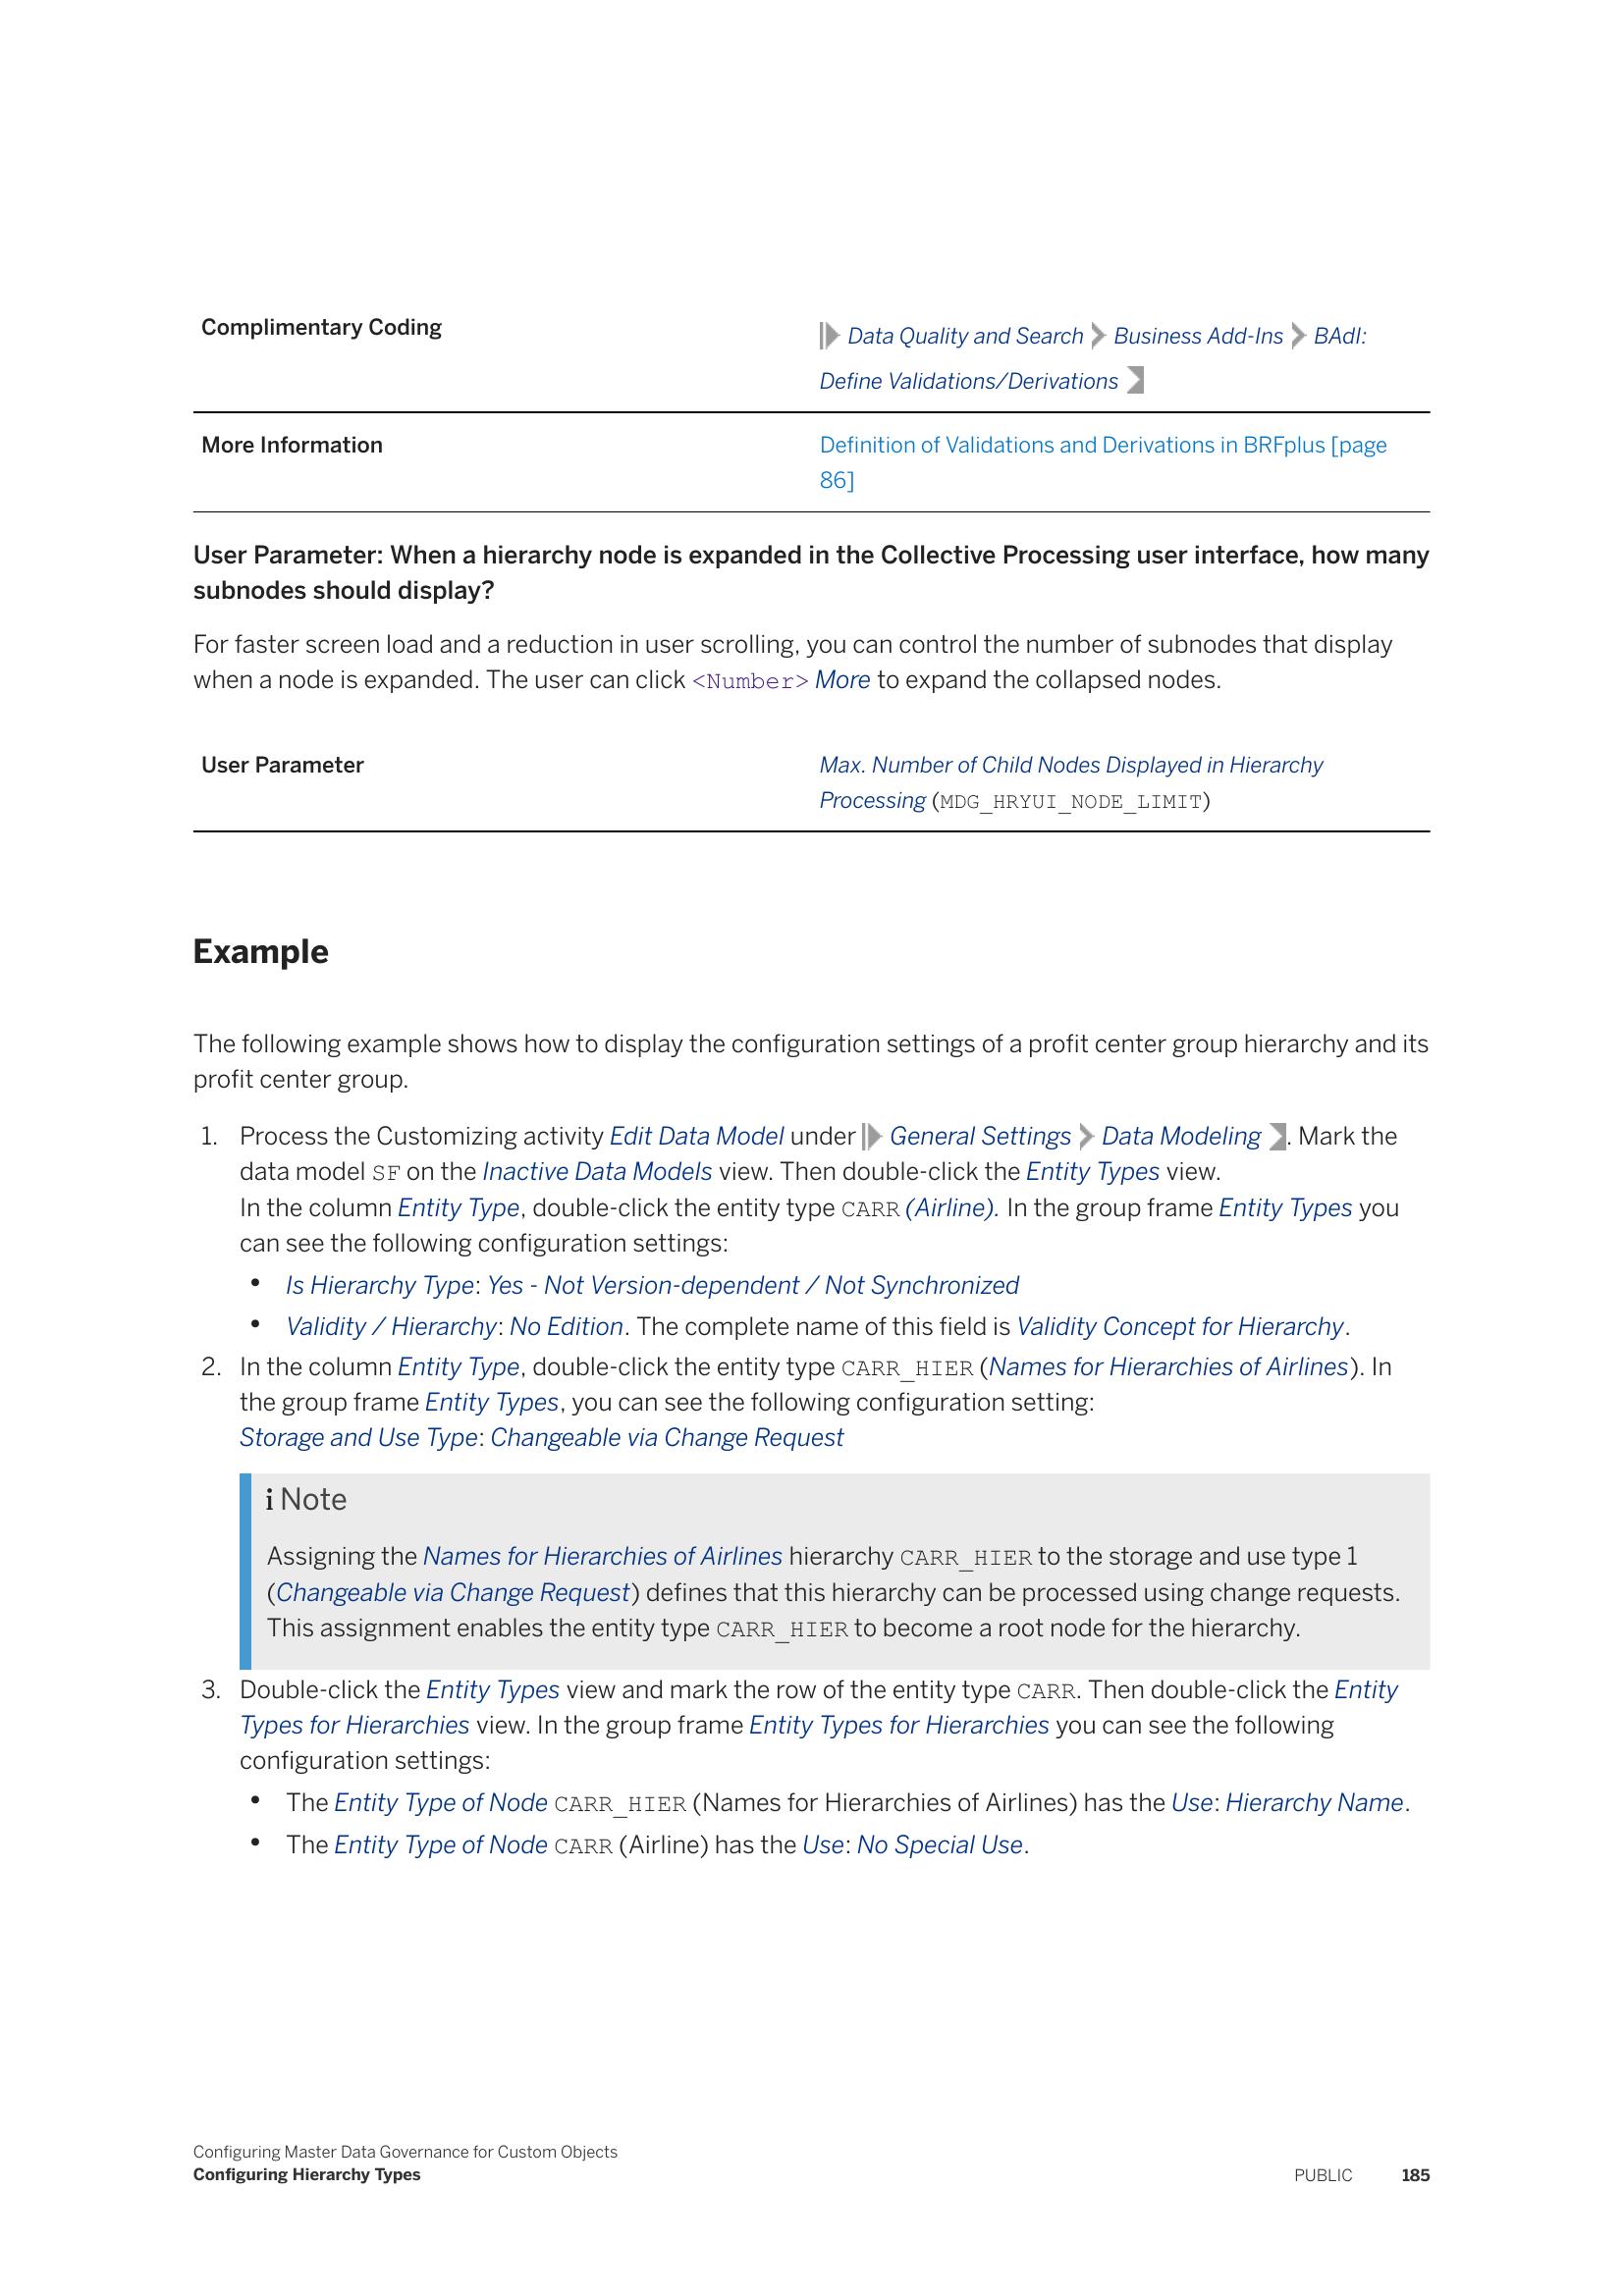 Complimentary Coding
Data Quality and Search Business Add-Ins BAdI:
Define Validations/Derivations
More Information
Definition of Validations and Derivations in BRFplus [page
86]
User Parameter: When a hierarchy node is expanded in the Collective Processing user interface, how many
subnodes should display?
For faster screen load and a reduction in user scrolling, you can control the number of subnodes that display
when a node is expanded. The user can click <Number> More to expand the collapsed nodes.
User Parameter
Max. Number of Child Nodes Displayed in Hierarchy
Processing (MDG_HRYUI_NODE_LIMIT)
Example
The following example shows how to display the configuration settings of a profit center group hierarchy and its
profit center group.
1. Process the Customizing activity Edit Data Model under General Settings Data Modeling . Mark the
data model SF on the Inactive Data Models view. Then double-click the Entity Types view.
In the column Entity Type, double-click the entity type CARR (Airline). In the group frame Entity Types you
can see the following configuration settings:
• Is Hierarchy Type: Yes - Not Version-dependent / Not Synchronized
• Validity / Hierarchy: No Edition. The complete name of this field is Validity Concept for Hierarchy.
2. In the column Entity Type, double-click the entity type CARR_HIER (Names for Hierarchies of Airlines). In
the group frame Entity Types, you can see the following configuration setting:
Storage and Use Type: Changeable via Change Request
i Note
Assigning the Names for Hierarchies of Airlines hierarchy CARR_HIER to the storage and use type 1
(Changeable via Change Request) defines that this hierarchy can be processed using change requests.
This assignment enables the entity type CARR_HIER to become a root node for the hierarchy.
3. Double-click the Entity Types view and mark the row of the entity type CARR. Then double-click the Entity
Types for Hierarchies view. In the group frame Entity Types for Hierarchies you can see the following
configuration settings:
• The Entity Type of Node CARR_HIER (Names for Hierarchies of Airlines) has the Use: Hierarchy Name.
• The Entity Type of Node CARR (Airline) has the Use: No Special Use.
Configuring Master Data Governance for Custom Objects
Configuring Hierarchy Types
PUBLIC 185